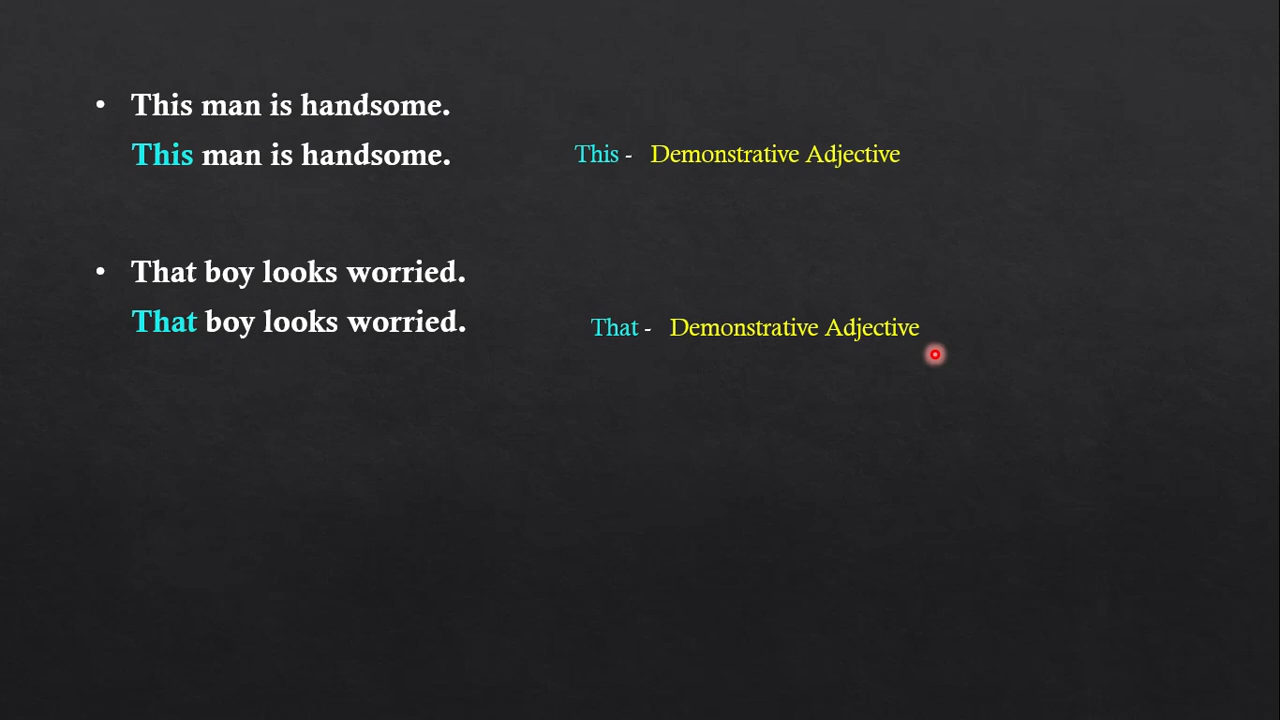 • This man is handsome.
This man is handsome. This - Demonstrative Adjective
• That boy looks worried.
That boy looks worried. That - Demonstrative Adjective